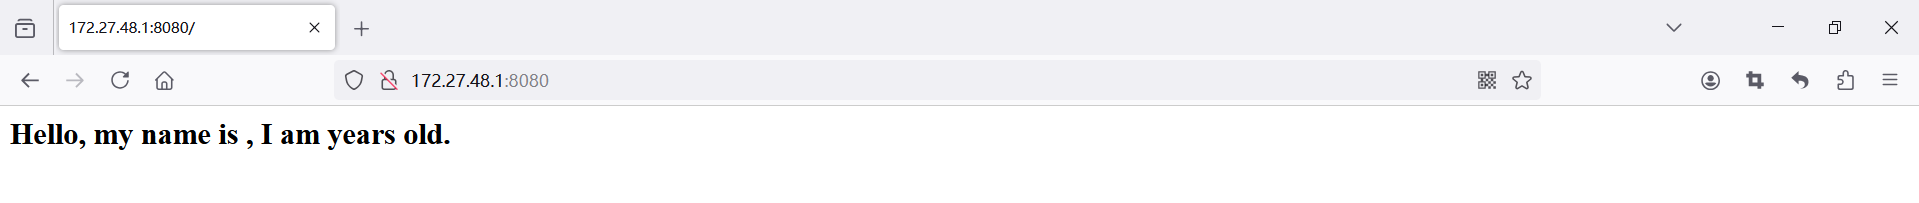 172.27.48.1:8080/
172.27.48.1:8080
Hello, my name is , I am years old.